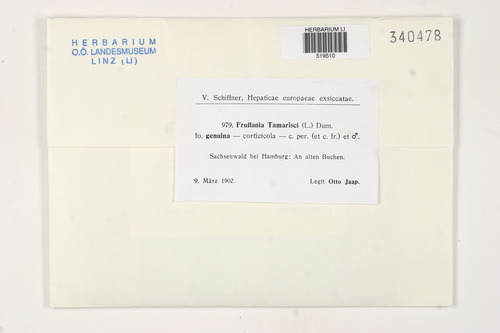 HERBARIUM
O.Ö. LANDESMUSEUM
LINZ (LI)
HERBARIUM LI
519510
340478
V. Schiffner, Hepaticae europaeae exsiccatae.
979. Frullania Tamarisci (L.) Dum.
fo. genuina — corticicola — c. per. (et c. fr.) et ♂.
Sachsenwald bei Hamburg: An alten Buchen.
9. März 1902. Legit Otto Jaap.